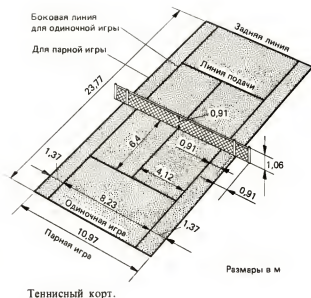 Боковая линия
для одиночной игры
Для парной игры
Задняя линия
Линия подачи
23,77
0,91
6,4
0,91
1,06
1,37
4,12
0,91
8,23
Одиночная игра
1,37
10,97
Парная игра
Размеры в м
Теннисный корт.